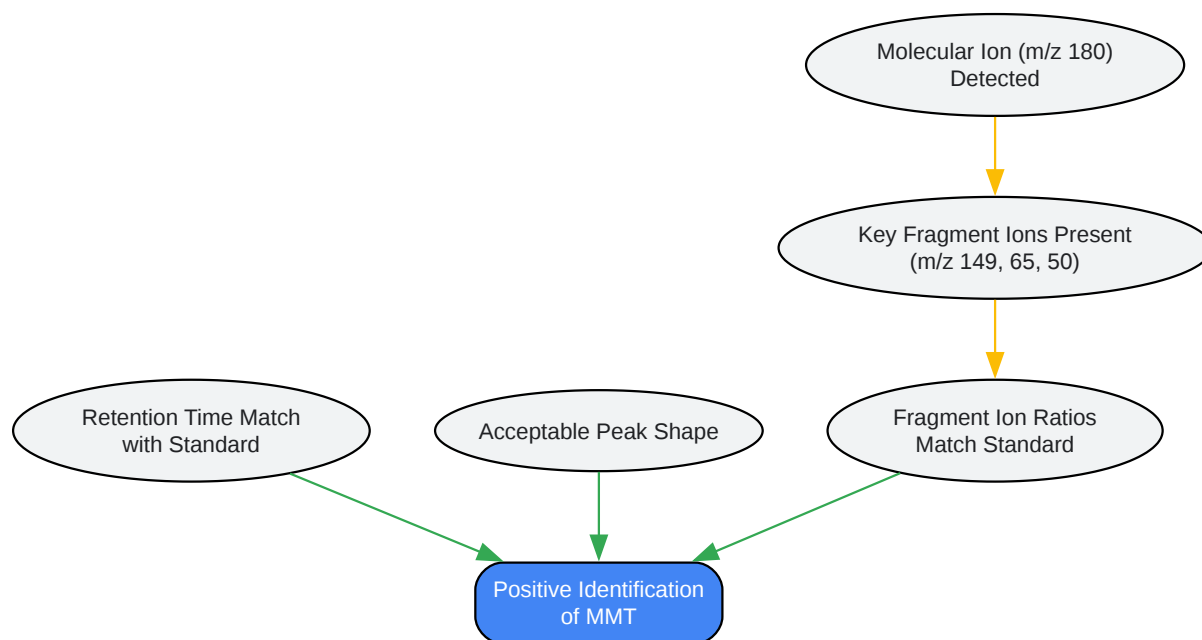 Molecular Ion (m/z 180)
Detected
Key Fragment Ions Present
(m/z 149, 65, 50)
Retention Time Match
with Standard
Acceptable Peak Shape
Fragment Ion Ratios
Match Standard
Positive Identification
of MMT